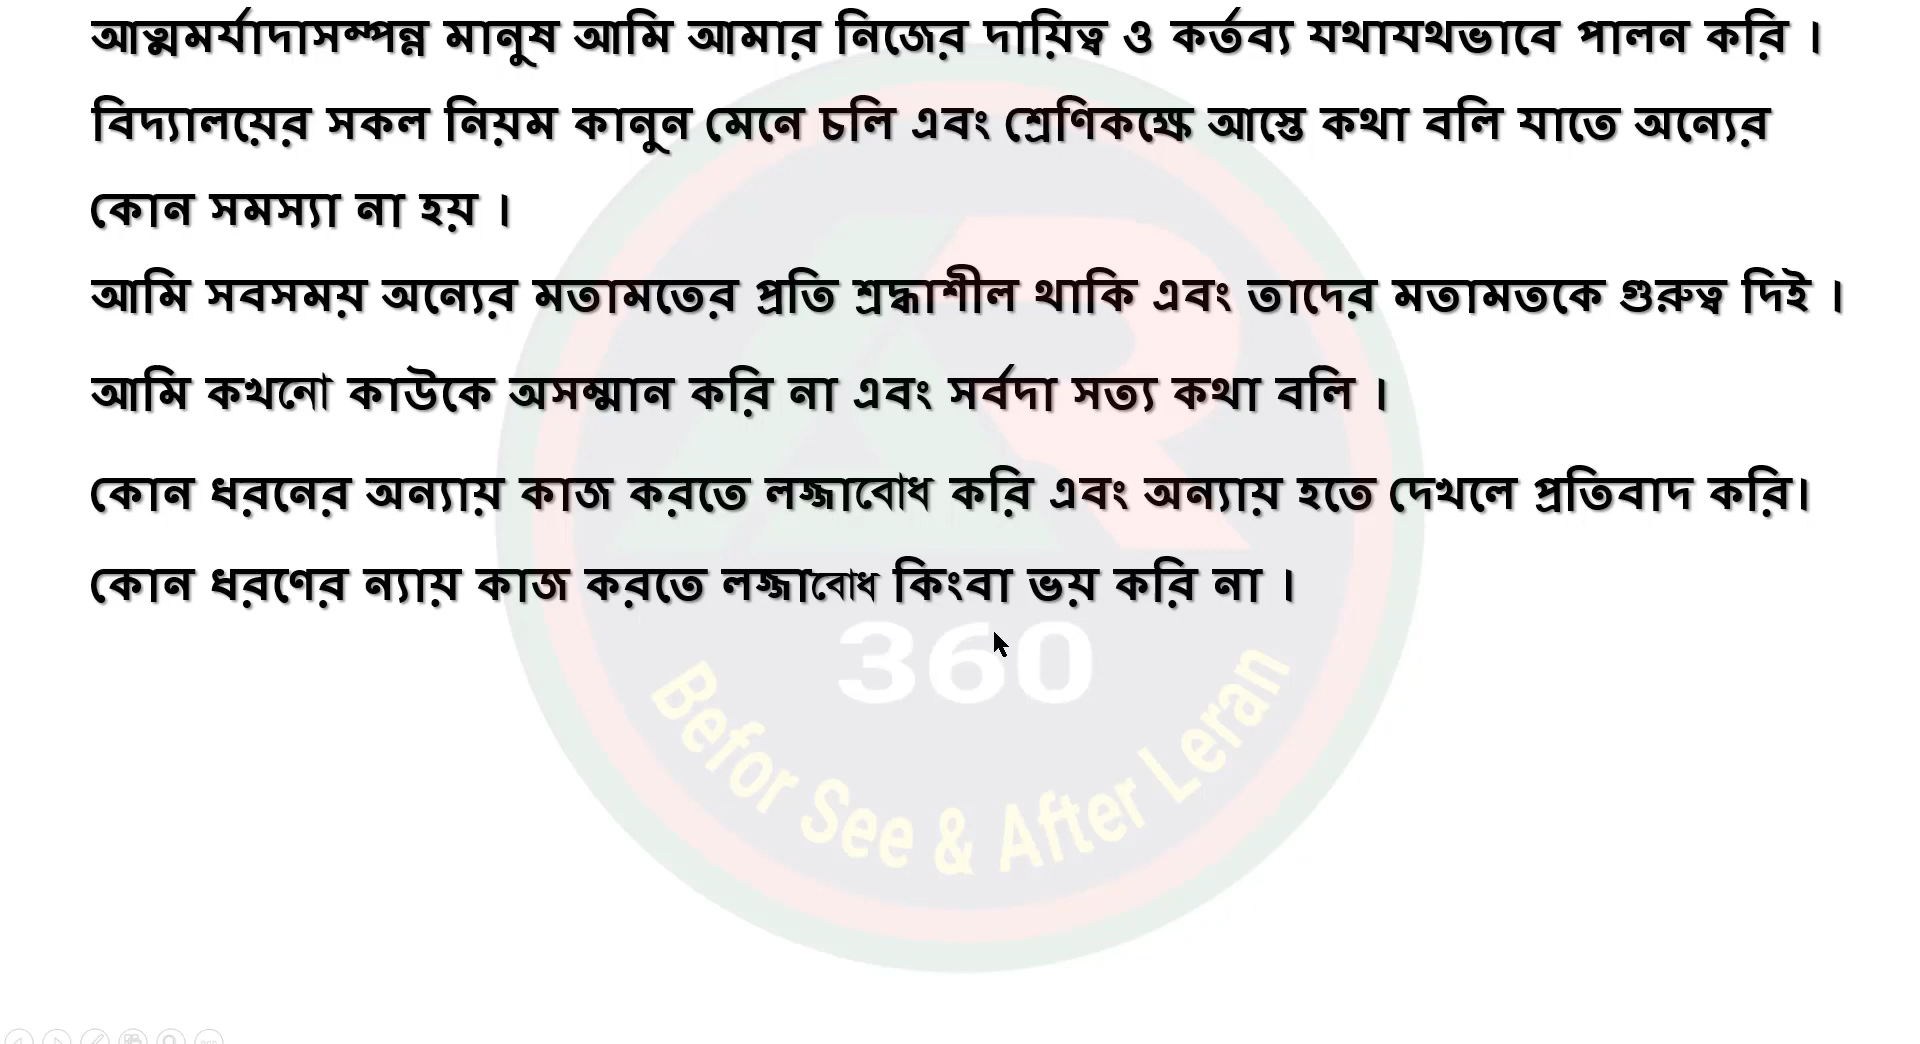 আত্মমর্যাদাসম্পন্ন মানুষ আমি আমার নিজের দায়িত্ব ও কর্তব্য যথাযথভাবে পালন করি ।
বিদ্যালয়ের সকল নিয়ম কানুন মেনে চলি এবং শ্রেণিকক্ষে আস্তে কথা বলি যাতে অন্যের
কোন সমস্যা না হয় ।
আমি সবসময় অন্যের মতামতের প্রতি শ্রদ্ধাশীল থাকি এবং তাদের মতামতকে গুরুত্ব দিই ।
আমি কখনো কাউকে অসম্মান করি না এবং সর্বদা সত্য কথা বলি ।
কোন ধরনের অন্যায় কাজ করতে লজ্জাবোধ করি এবং অন্যায় হতে দেখলে প্রতিবাদ করি।
কোন ধরণের ন্যায় কাজ করতে লজ্জাবোধ কিংবা ভয় করি না ।
AR
360
Befor See & After Leran